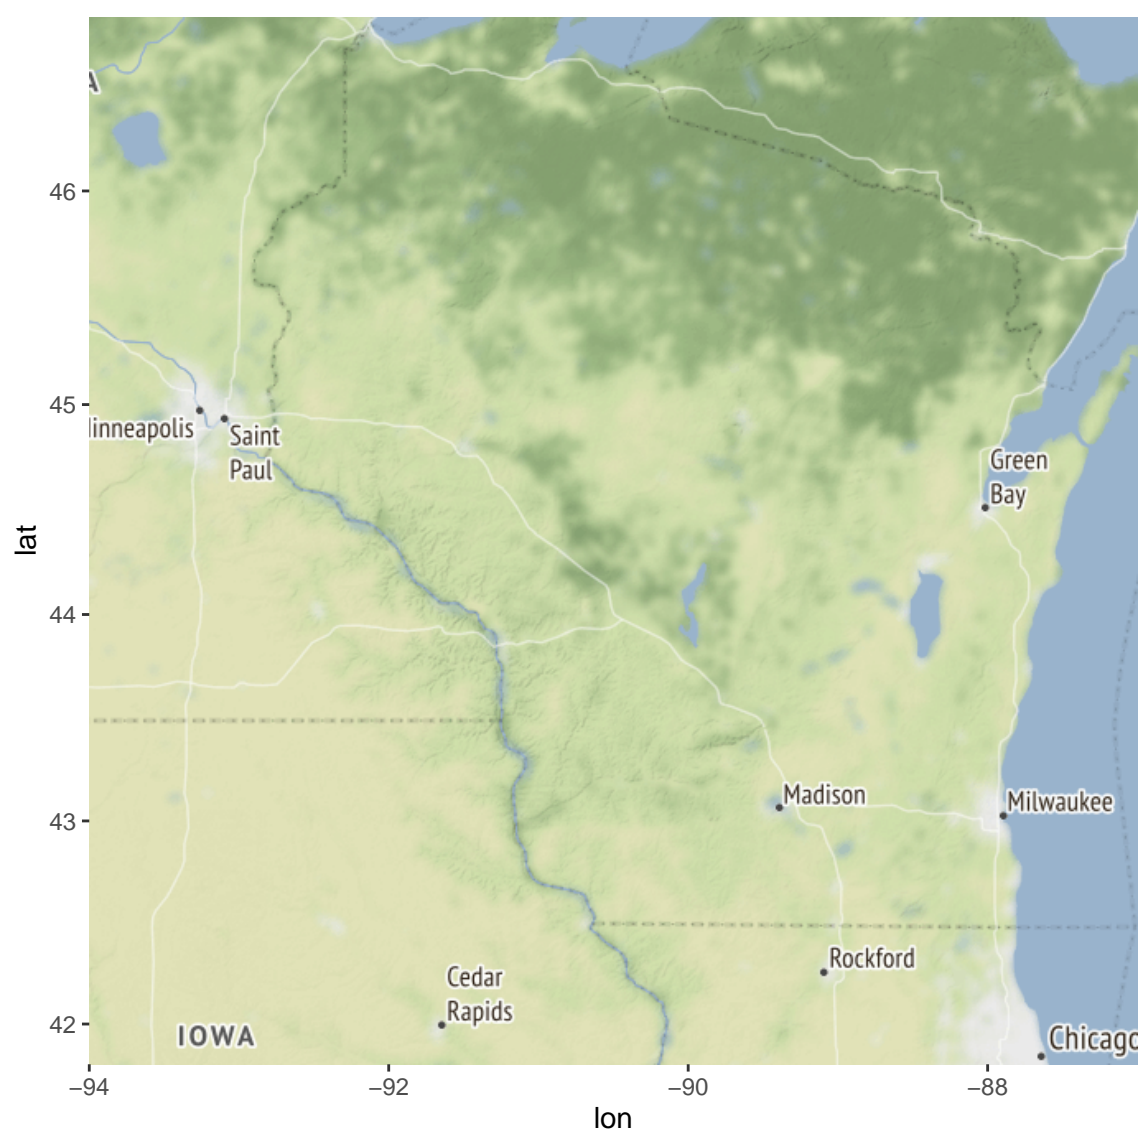 A
46
45
44
43
42
lat
inneapolis
Saint
Paul
Green
Bay
Madison
Milwaukee
Rockford
Cedar
Rapids
IOWA
Chicago
−94
−92
−90
−88
lon